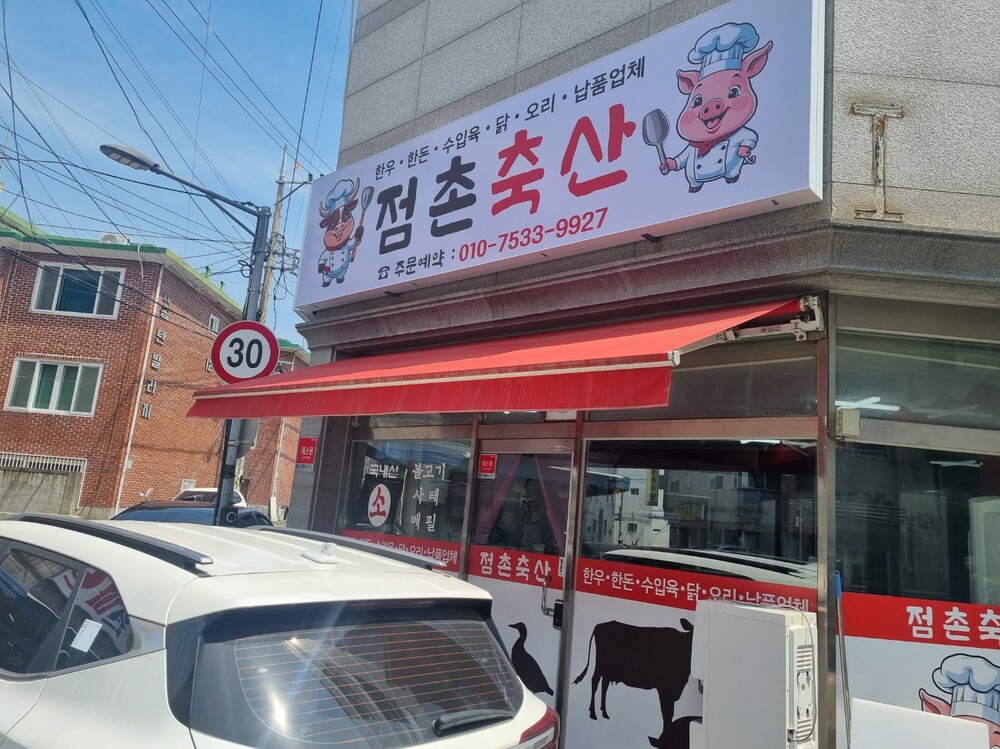 한우 · 한돈 · 수입육 · 닭 · 오리 · 납품업체
점촌축산
☎ 주문예약 : 010-7533-9927
30
국내산
소
불고기
사태
점촌축산
한우·한돈·수입육·닭·오리·납품업체
점촌축